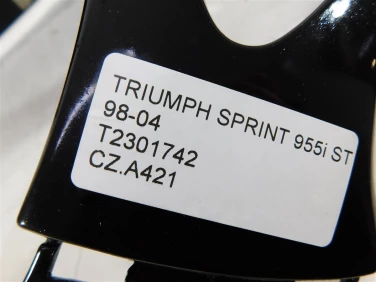 TRIUMPH SPRINT 955i ST
98-04
T2301742
CZ.A421